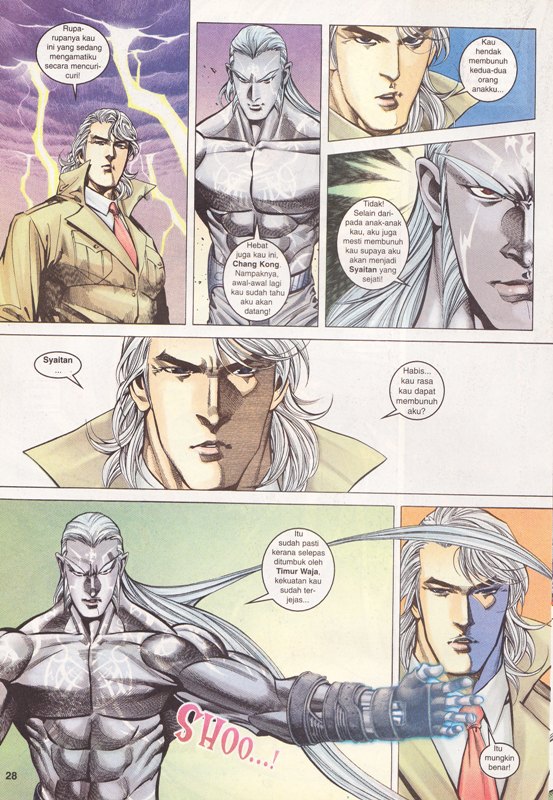 Rupa-
rupanya kau
ini yang sedang
mengamatiku
secara mencuri-
curi!
Hebat
juga kau ini,
Chang Kong.
Nampaknya,
awal-awal lagi
kau sudah tahu
aku akan
datang!
Kau
hendak
membunuh
kedua-dua
orang
anakku...
Tidak!
Selain dari-
pada anak-anak
kau, aku juga
mesti membunuh
kau supaya aku
akan menjadi
Syaitan yang
sejati!
Syaitan
...
Habis...
kau rasa
kau dapat
membunuh
aku?
Itu
sudah pasti
kerana selepas
ditumbuk oleh
Timur Waja,
kekuatan kau
sudah ter-
jejas...
SHOO...!
Itu
mungkin
benar!
28